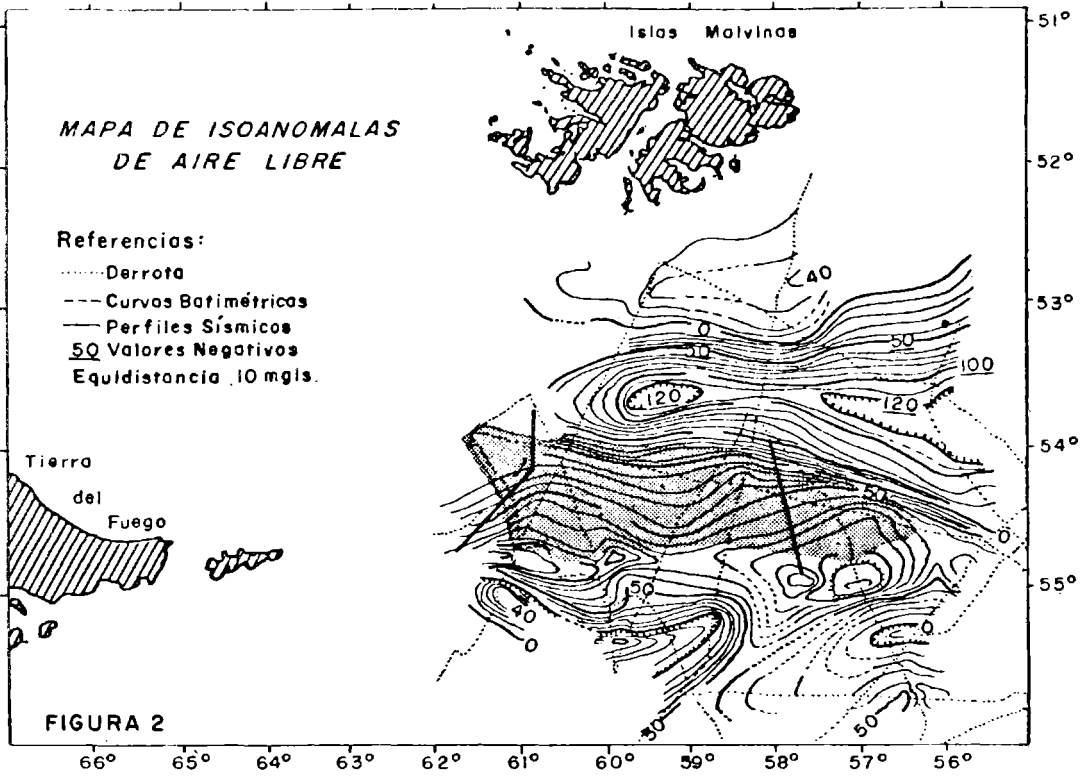 Islas Malvinas
51°
MAPA DE ISOANOMALAS
DE AIRE LIBRE
52°
Referencias:
Derrota
Curvas Batimétricas
Perfiles Sísmicos
50 Valores Negativos
Equidistancia 10 mgls.
40
53°
0
50
50
100
120
120
54°
Tierra
del
Fuego
50
0
55°
50
40
0
0
50
50
FIGURA 2
66° 65° 64° 63° 62° 61° 60° 59° 58° 57° 56°